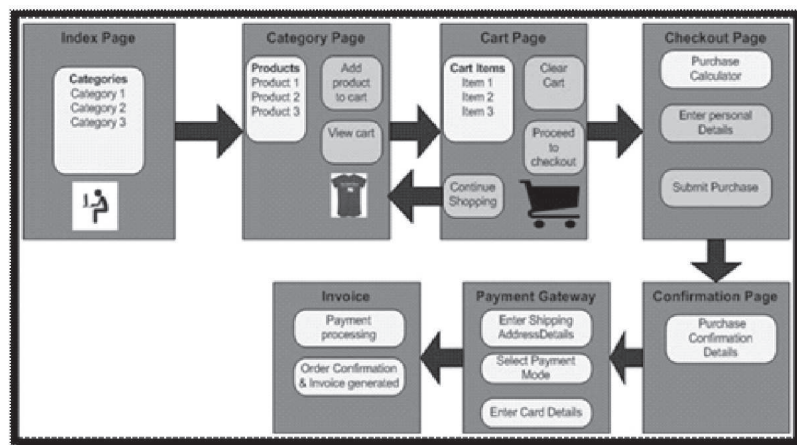 Index Page
Categories
Category 1
Category 2
Category 3
Category Page
Products
Product 1
Product 2
Product 3
Add
product
to cart
View cart
Cart Page
Cart Items
Item 1
Item 2
Item 3
Clear
Cart
Proceed
to
checkout
Continue
Shopping
Checkout Page
Purchase
Calculator
Enter personal
Details
Submit Purchase
Confirmation Page
Purchase
Confirmation
Details
Payment Gateway
Enter Shipping
AddressDetails
Select Payment
Mode
Enter Card Details
Invoice
Payment
processing
Order Confirmation
& Invoice generated